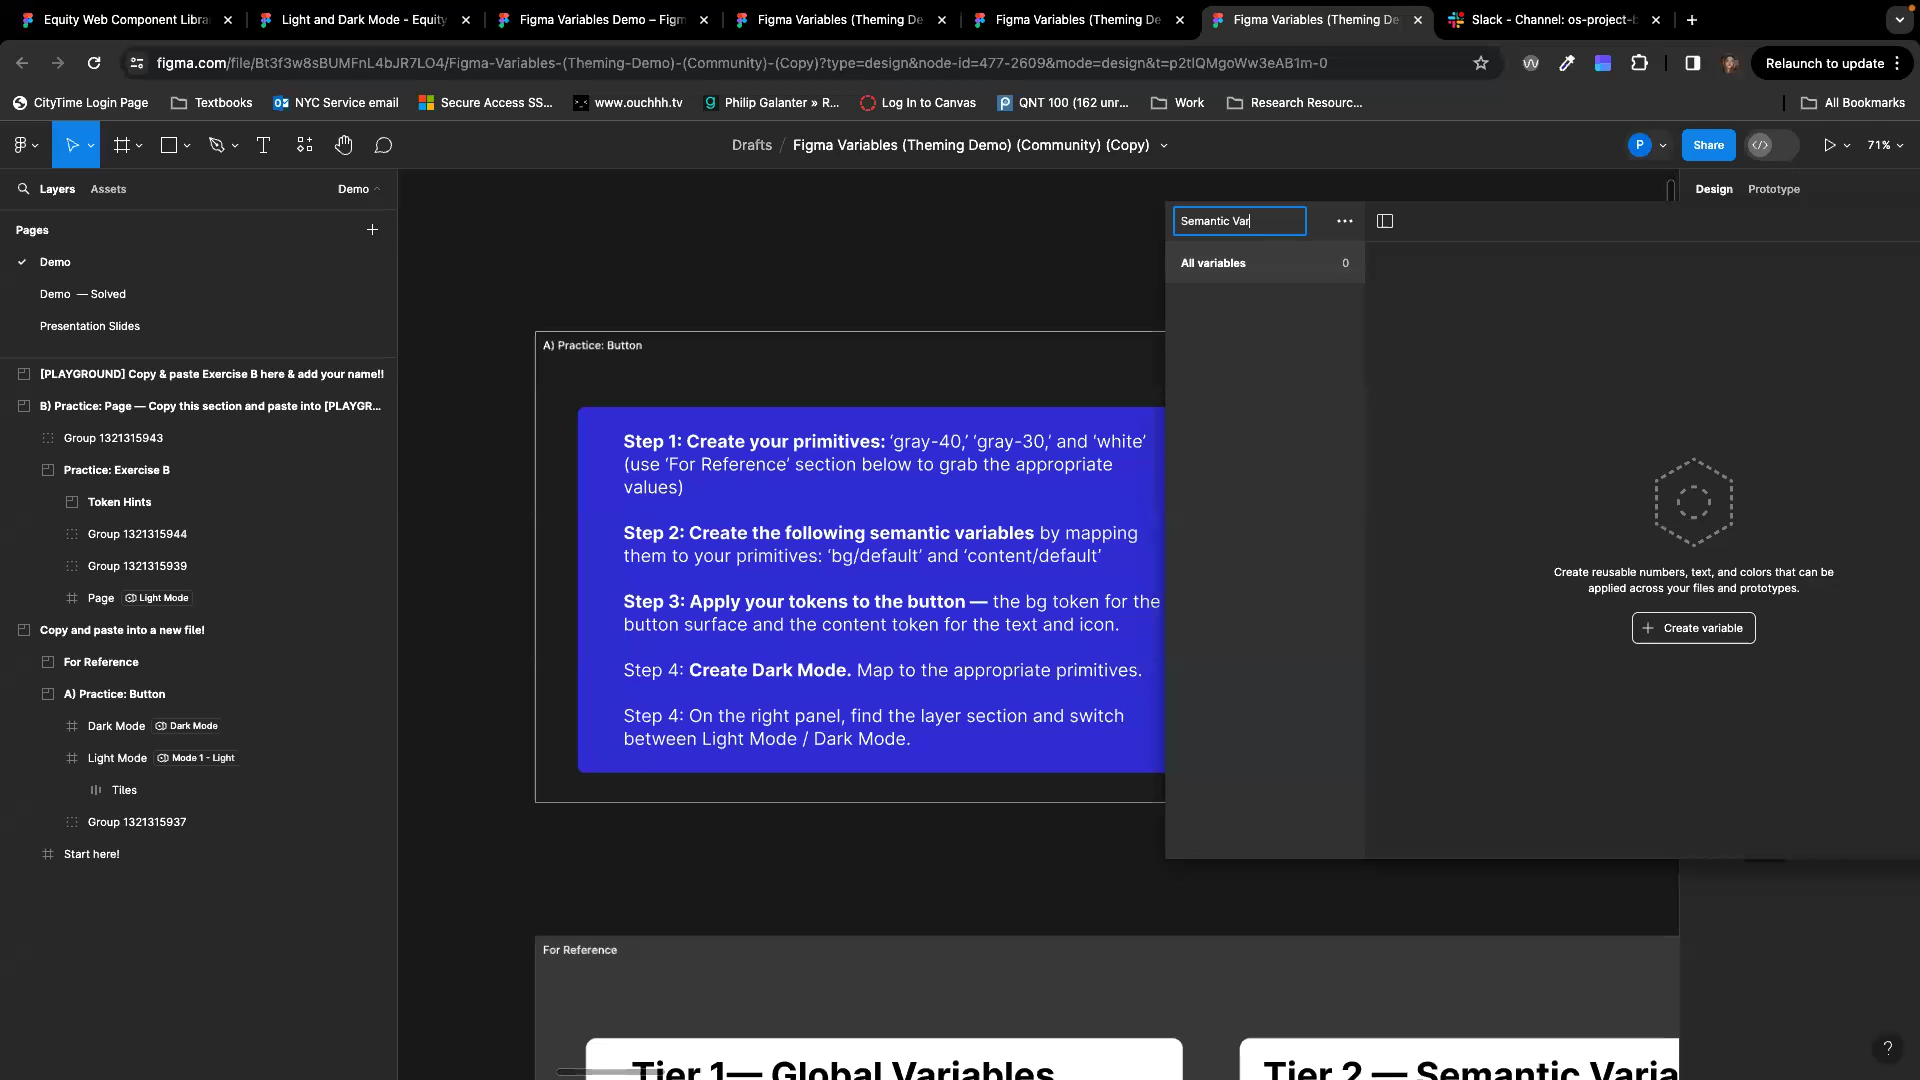 Equity Web Component Libra
Light and Dark Mode - Equity
Figma Variables Demo – Figm
Figma Variables (Theming De
Figma Variables (Theming De
Figma Variables (Theming De
Slack - Channel: os-project-b
figma.com/file/Bt3f3w8sBUMFnL4bJR7LO4/Figma-Variables-(Theming-Demo)-(Community)-(Copy)?type=design&node-id=477-2609&mode=design&t=p2tIQMgoWw3eAB1m-0
Relaunch to update
CityTime Login Page
Textbooks
NYC Service email
Secure Access SS...
www.ouchhh.tv
Philip Galanter » R...
Log In to Canvas
QNT 100 (162 unr...
Work
Research Resourc...
All Bookmarks
Drafts / Figma Variables (Theming Demo) (Community) (Copy)
P
Share
71%
Layers
Assets
Demo
Design
Prototype
Pages
Demo
Demo — Solved
Presentation Slides
[PLAYGROUND] Copy & paste Exercise B here & add your name!!
B) Practice: Page — Copy this section and paste into [PLAYGR...
Group 1321315943
Practice: Exercise B
Token Hints
Group 1321315944
Group 1321315939
Page Light Mode
Copy and paste into a new file!
For Reference
A) Practice: Button
Dark Mode Dark Mode
Light Mode Mode 1 - Light
Tiles
Group 1321315937
Start here!
A) Practice: Button
Step 1: Create your primitives: ‘gray-40,’ ‘gray-30,’ and ‘white’
(use ‘For Reference’ section below to grab the appropriate
values)
Step 2: Create the following semantic variables by mapping
them to your primitives: ‘bg/default’ and ‘content/default’
Step 3: Apply your tokens to the button — the bg token for the
button surface and the content token for the text and icon.
Step 4: Create Dark Mode. Map to the appropriate primitives.
Step 4: On the right panel, find the layer section and switch
between Light Mode / Dark Mode.
Semantic Var
All variables 0
Create reusable numbers, text, and colors that can be
applied across your files and prototypes.
Create variable
For Reference
Tier 1— Global Variables
Tier 2 — Semantic Varia
?